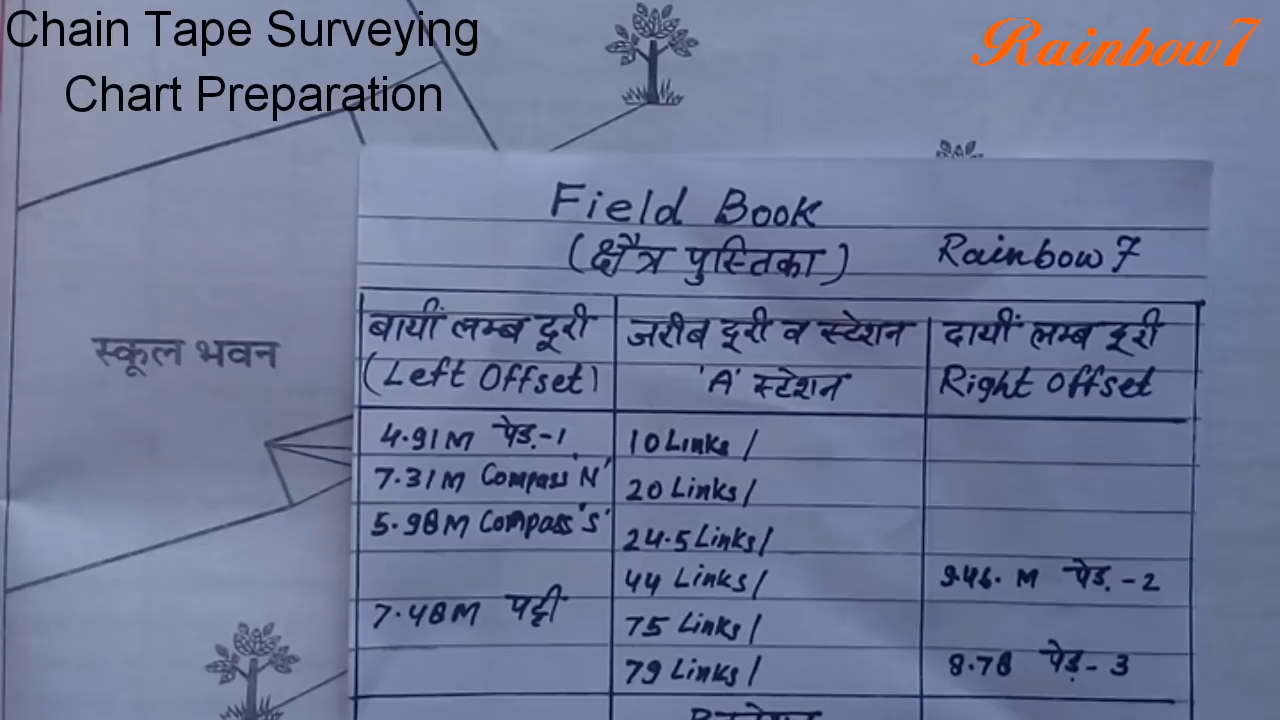 Chain Tape Surveying
Chart Preparation
Rainbow7
Field Book
(क्षैत्र पुस्तिका)
Rainbow 7
बायीं लम्ब दूरी
(Left Offset)
जरीब दूरी व स्टेशन
'A' स्टेशन
दायीं लम्ब दूरी
Right offset
स्कूल भवन
4.91M पेड़-1 10 Links/
7.31M Compass 'N' 20 Links/
5.98M Compass 'S' 24.5 Links/
44 Links/ 9.46. M पेड़-2
7.48M पट्टी 75 Links/
79 Links/ 8.78 पेड़-3